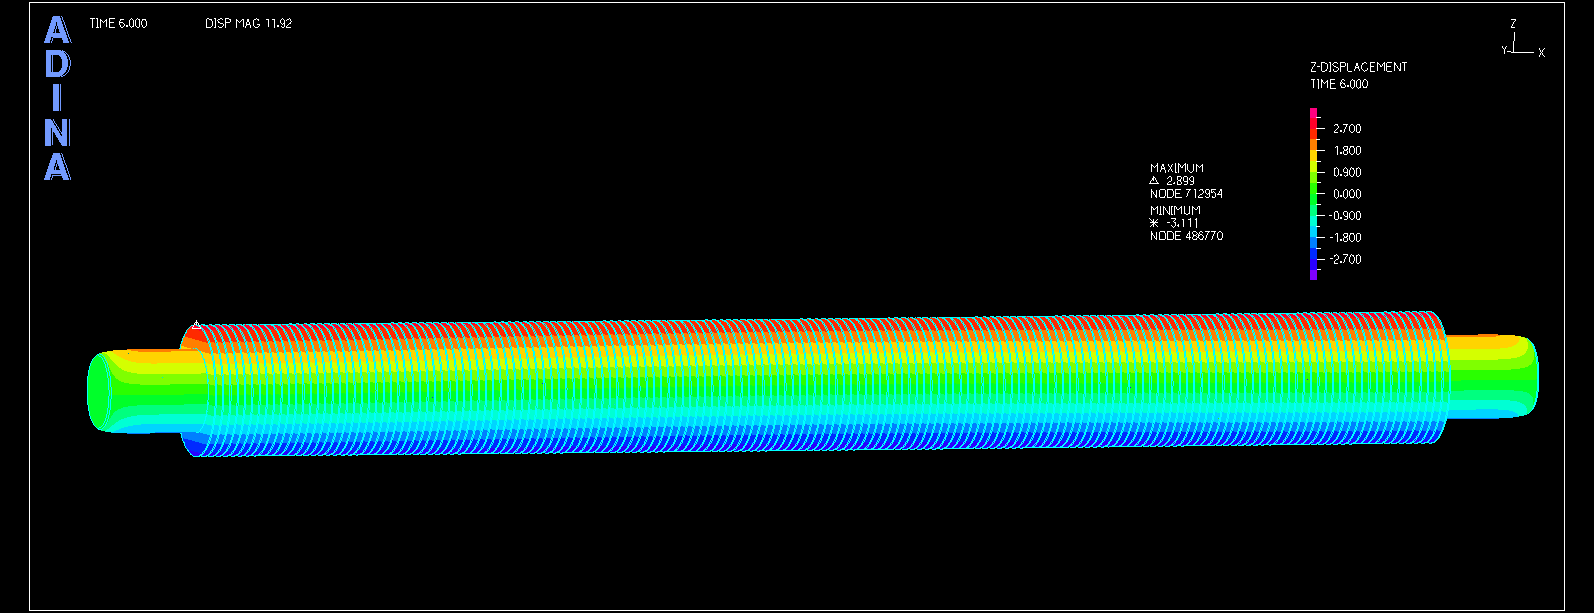 ADINA
TIME 6.000
DISP MAG 11.92
Z
Y
X
Z-DISPLACEMENT
TIME 6.000
2.700
1.800
0.900
0.000
-0.900
-1.800
-2.700
MAXIMUM
△ 2.899
NODE 712954
MINIMUM
✳ -3.111
NODE 486770